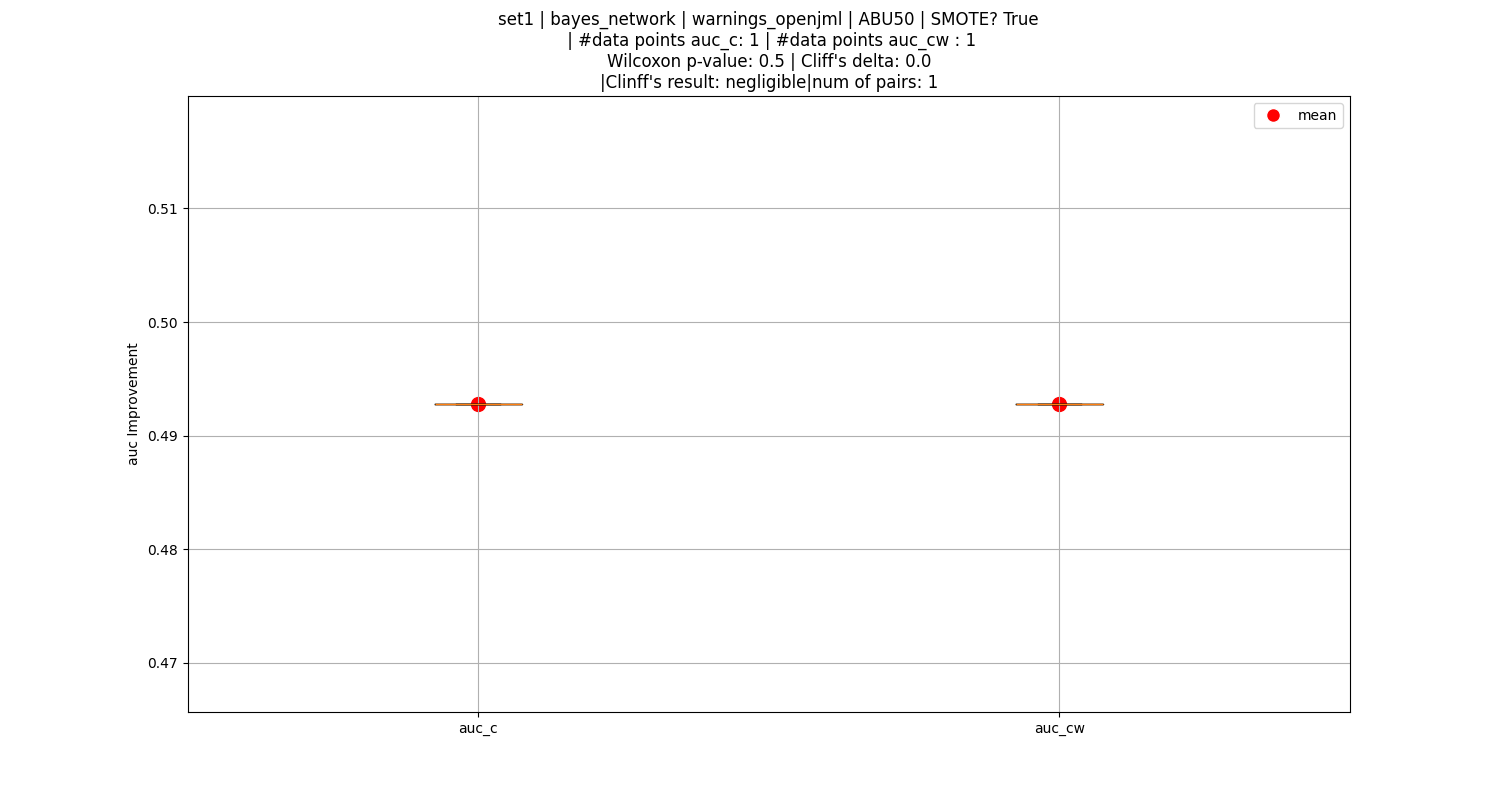 set1 | bayes_network | warnings_openjml | ABU50 | SMOTE? True
| #data points auc_c: 1 | #data points auc_cw : 1
Wilcoxon p-value: 0.5 | Cliff's delta: 0.0
|Clinff's result: negligible|num of pairs: 1
mean
0.51
0.50
0.49
0.48
0.47
auc Improvement
auc_c
auc_cw